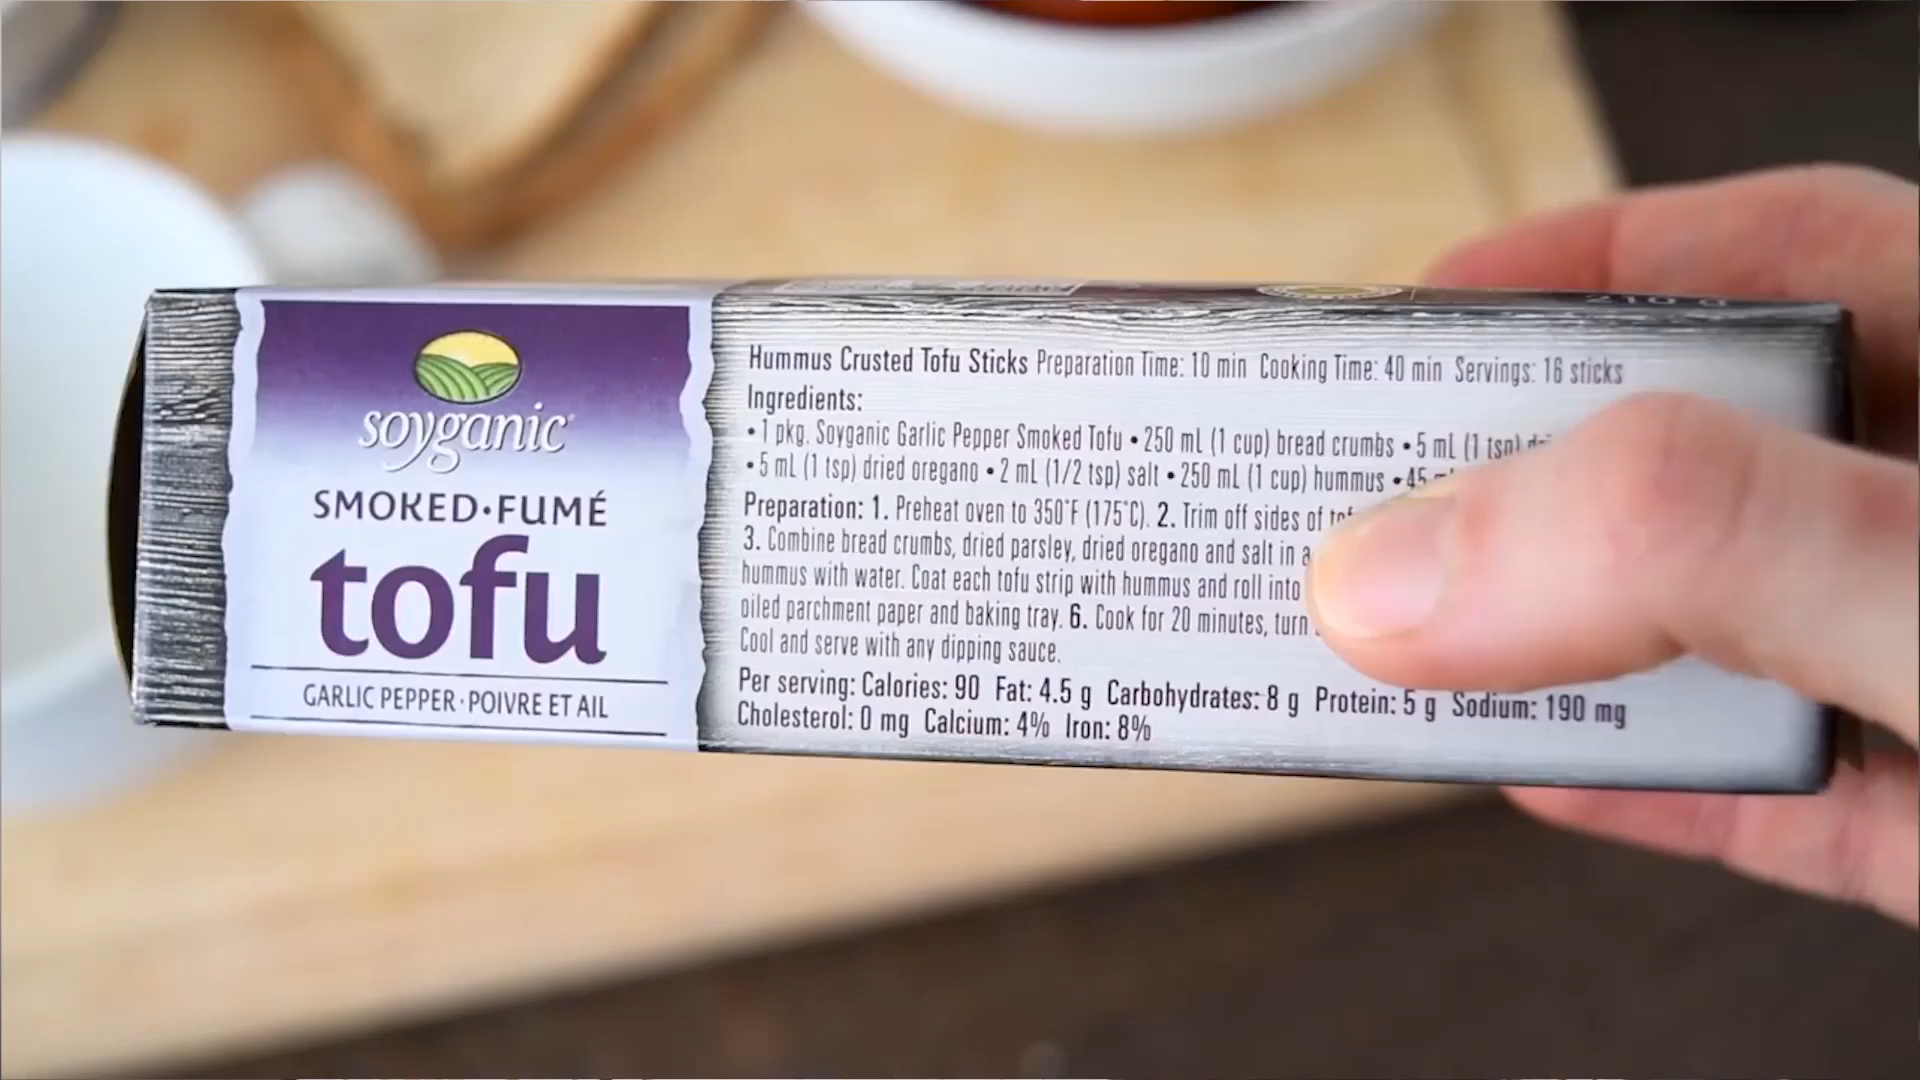 soyganic
SMOKED·FUMÉ
tofu
GARLIC PEPPER·POIVRE ET AIL
210 g
Hummus Crusted Tofu Sticks Preparation Time: 10 min Cooking Time: 40 min Servings: 16 sticks
Ingredients:
• 1 pkg. Soyganic Garlic Pepper Smoked Tofu • 250 mL (1 cup) bread crumbs • 5 mL (1 tsp)
• 5 mL (1 tsp) dried oregano • 2 mL (1/2 tsp) salt • 250 mL (1 cup) hummus • 45
Preparation: 1. Preheat oven to 350°F (175°C). 2. Trim off sides of
3. Combine bread crumbs, dried parsley, dried oregano and salt in a
hummus with water. Coat each tofu strip with hummus and roll into
oiled parchment paper and baking tray. 6. Cook for 20 minutes, turn
Cool and serve with any dipping sauce.
Per serving: Calories: 90 Fat: 4.5 g Carbohydrates: 8 g Protein: 5 g Sodium: 190 mg
Cholesterol: 0 mg Calcium: 4% Iron: 8%